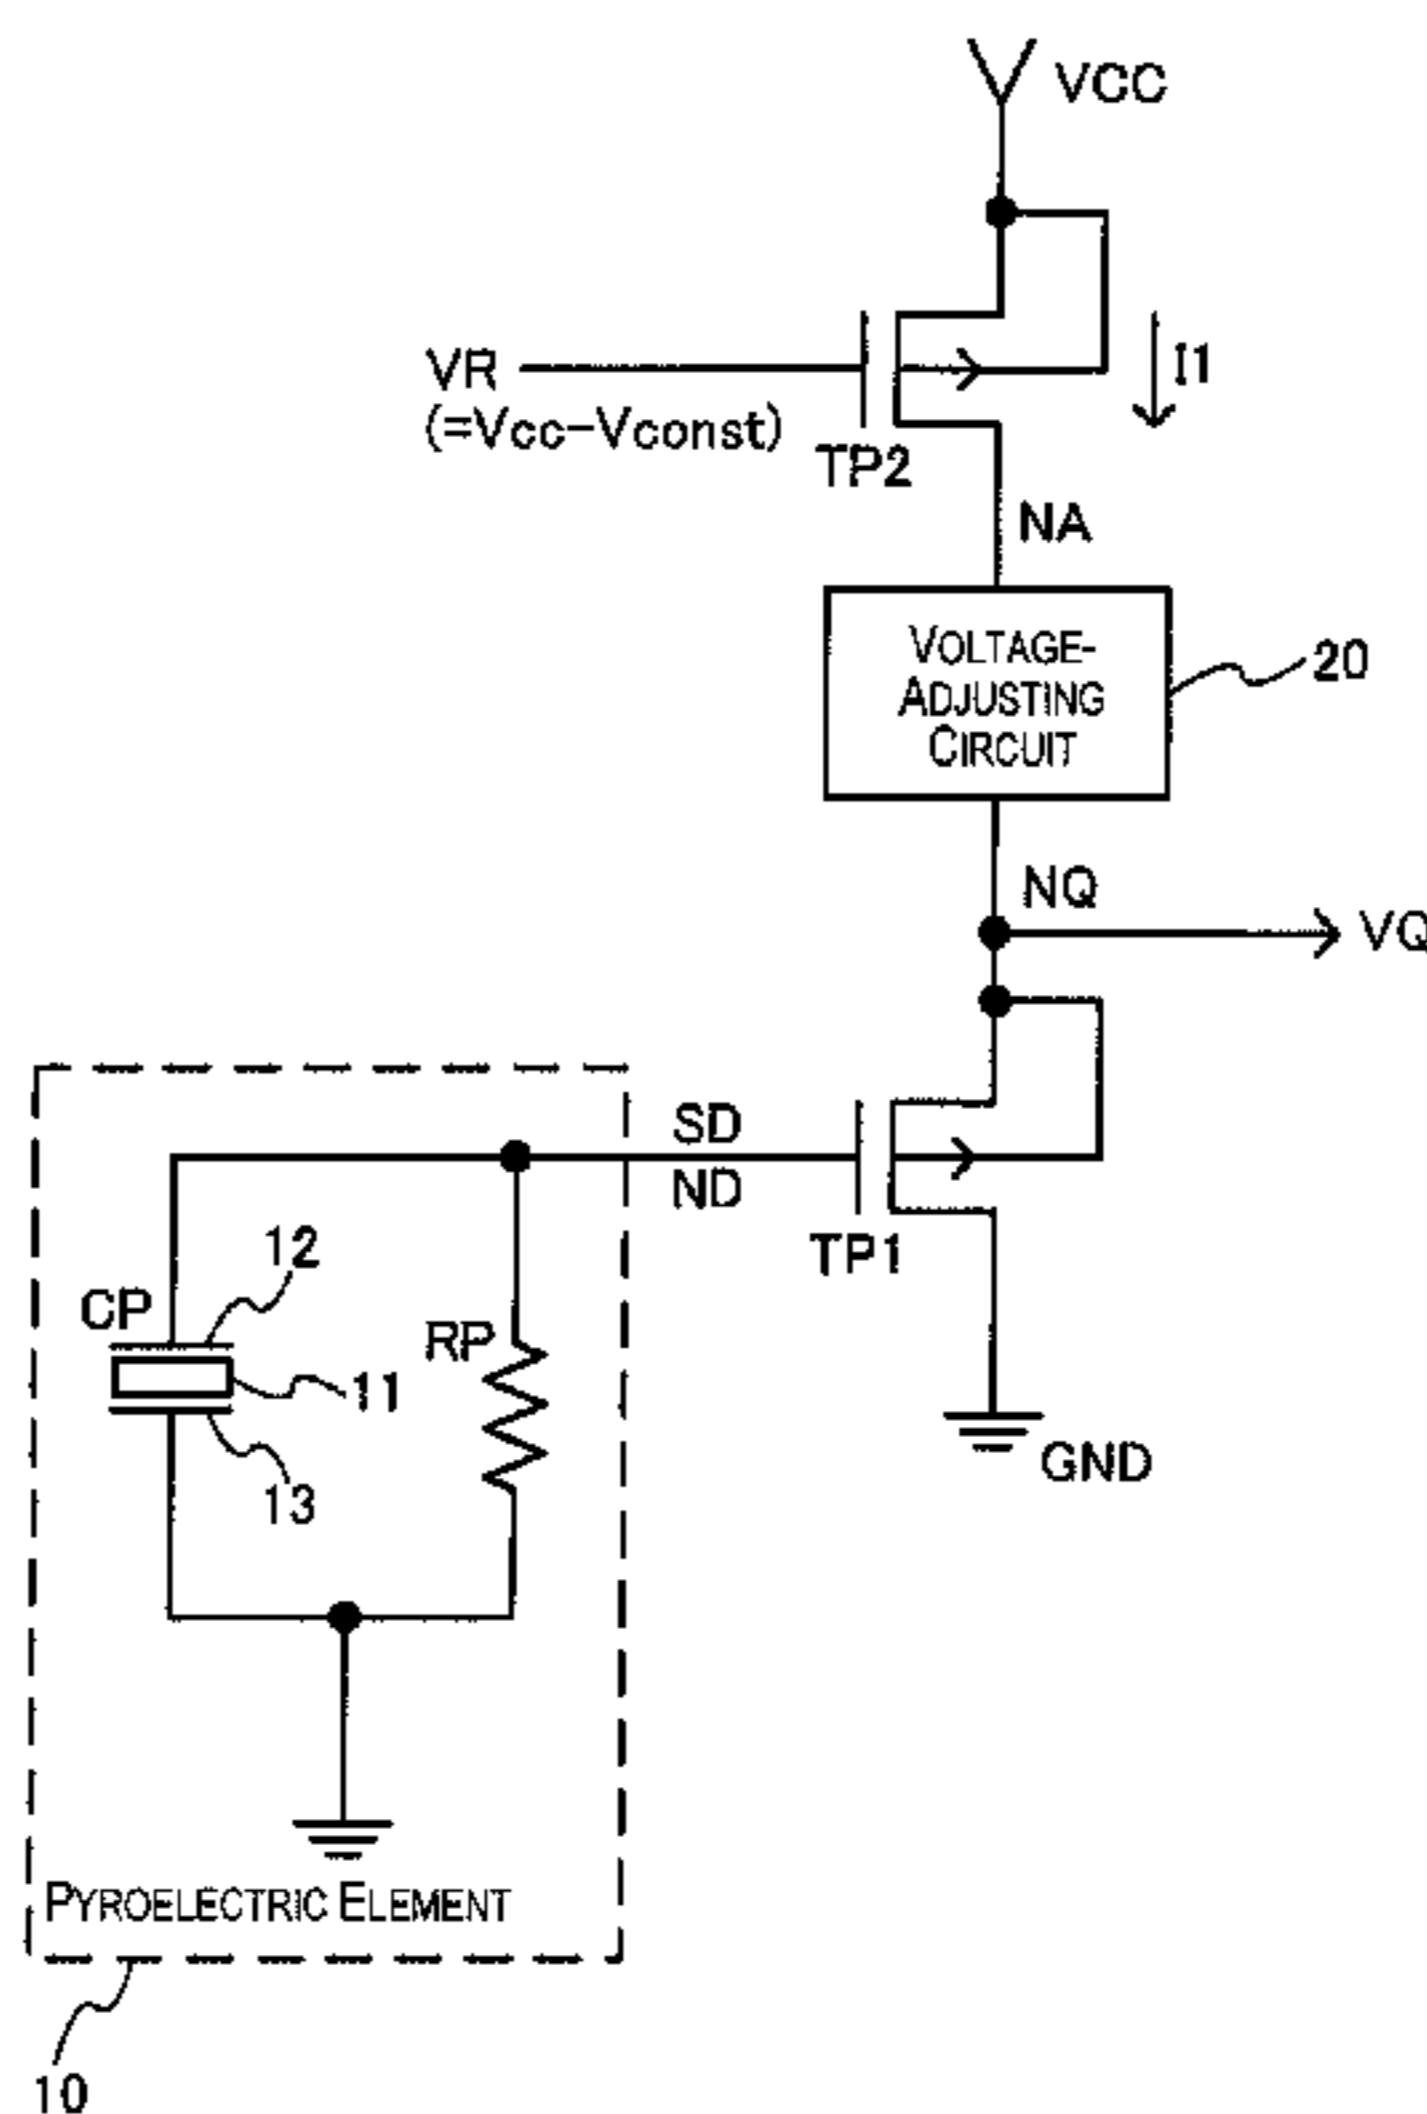 VCC
VR
(=Vcc-Vconst)
I1
TP2
NA
VOLTAGE-
ADJUSTING
CIRCUIT
20
NQ
VQ
SD
ND
TP1
12
CP
RP
11
13
GND
PYROELECTRIC ELEMENT
10